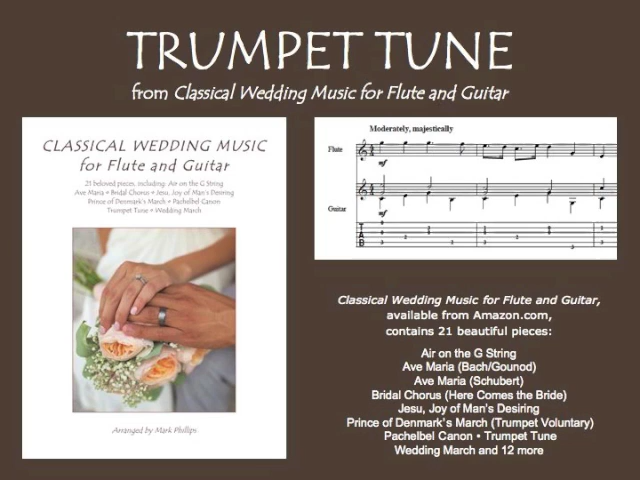 TRUMPET TUNE
from Classical Wedding Music for Flute and Guitar
CLASSICAL WEDDING MUSIC
for Flute and Guitar
21 beloved pieces, including: Air on the G String
Ave Maria • Bridal Chorus • Jesu, Joy of Man's Desiring
Prince of Denmark's March • Pachelbel Canon
Trumpet Tune • Wedding March
Arranged by Mark Phillips
Moderately, majestically
Flute
mf
Guitar
mf
Classical Wedding Music for Flute and Guitar,
available from Amazon.com,
contains 21 beautiful pieces:
Air on the G String
Ave Maria (Bach/Gounod)
Ave Maria (Schubert)
Bridal Chorus (Here Comes the Bride)
Jesu, Joy of Man's Desiring
Prince of Denmark's March (Trumpet Voluntary)
Pachelbel Canon • Trumpet Tune
Wedding March and 12 more